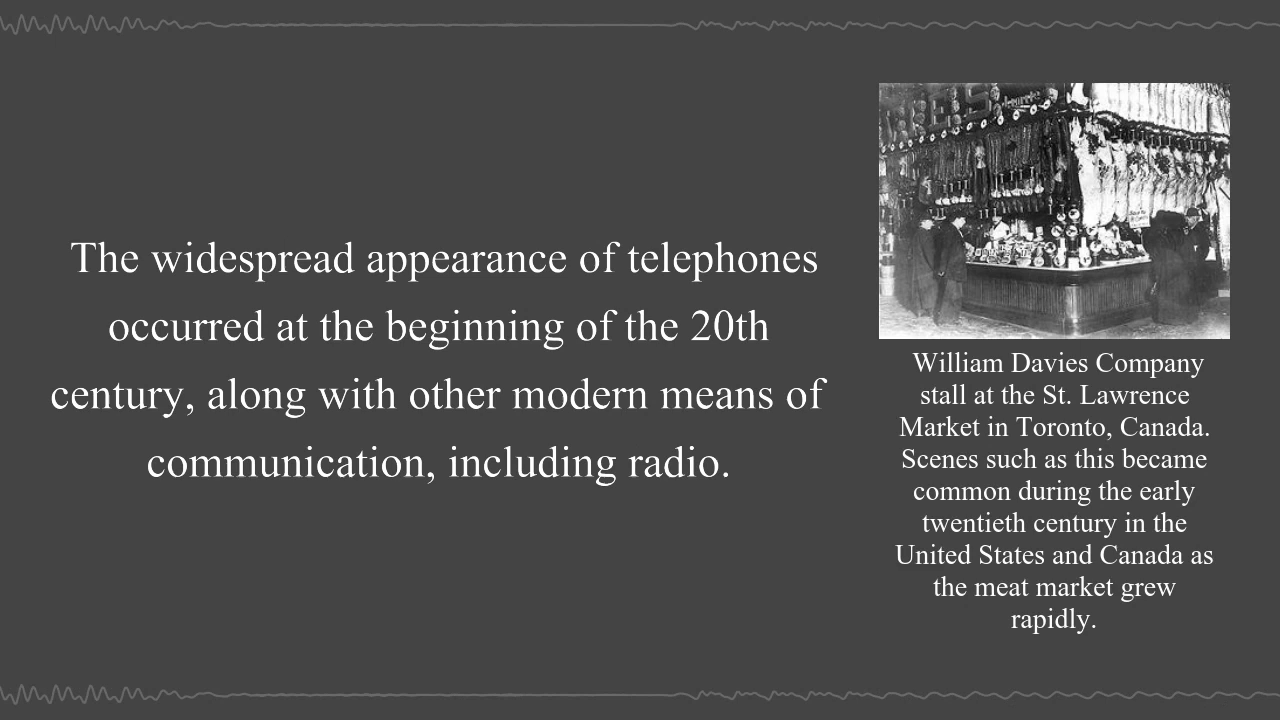 The widespread appearance of telephones
occurred at the beginning of the 20th
century, along with other modern means of
communication, including radio.
William Davies Company
stall at the St. Lawrence
Market in Toronto, Canada.
Scenes such as this became
common during the early
twentieth century in the
United States and Canada as
the meat market grew
rapidly.